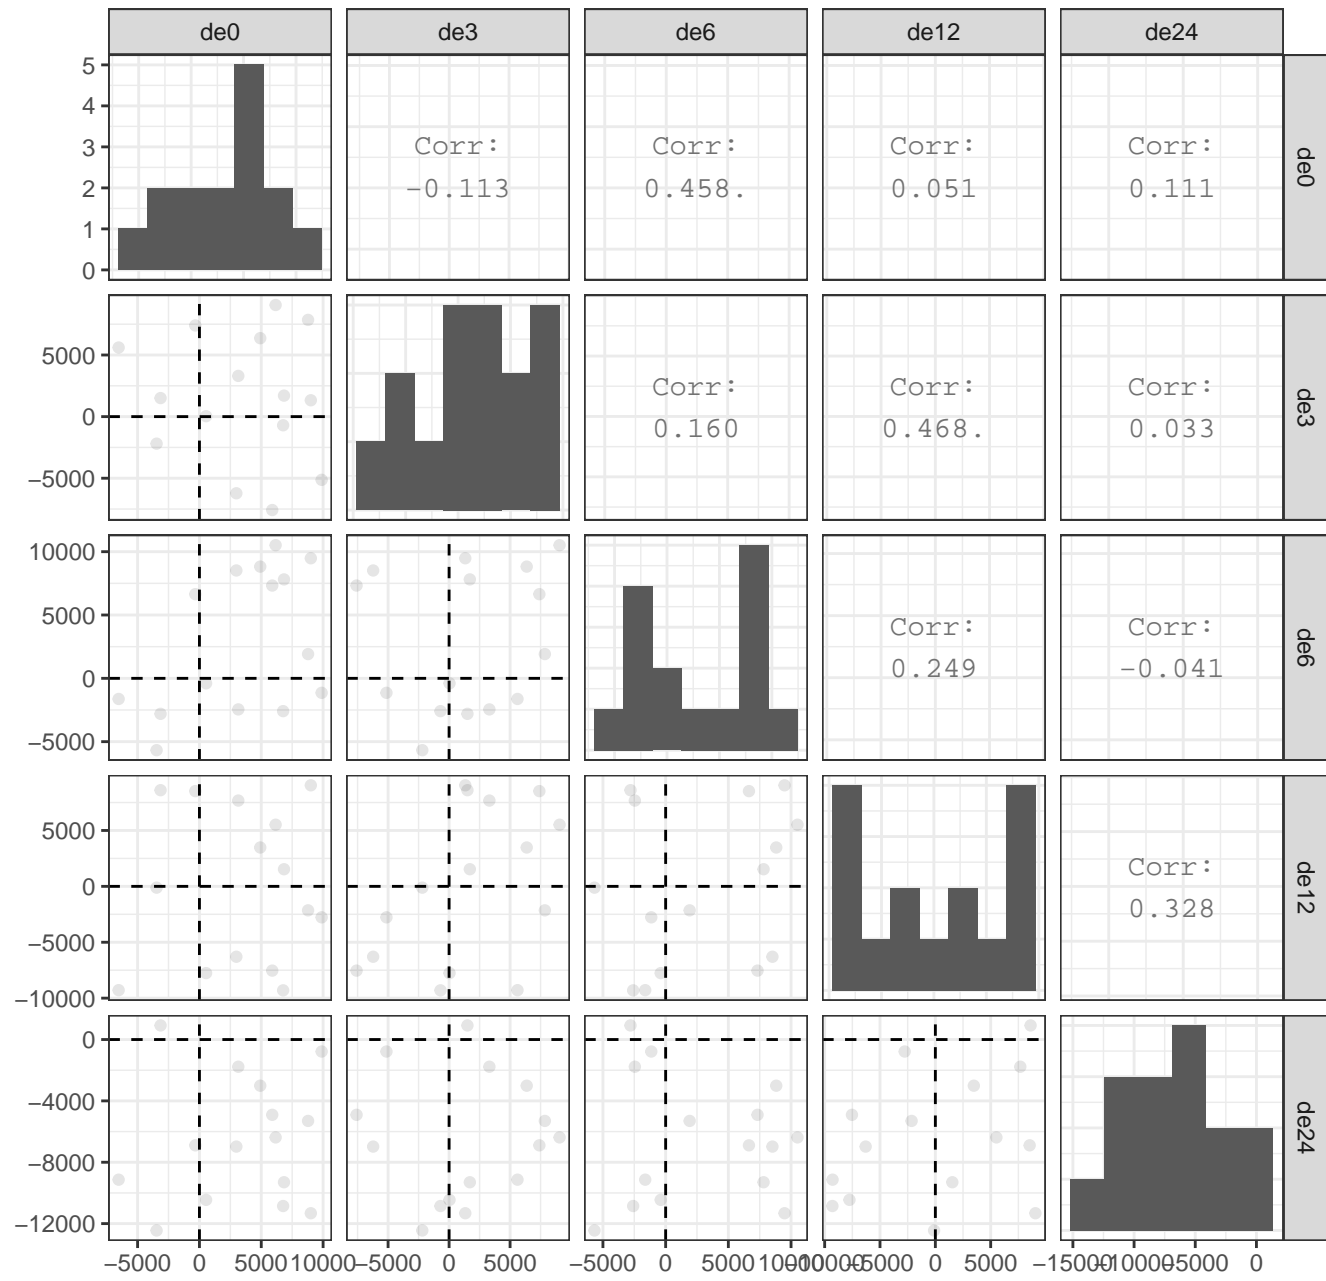 de0 de3 de6 de12 de24
5
4
3
2
1
0
Corr:
−0.113
Corr:
0.458.
Corr:
0.051
Corr:
0.111
de0
5000
0
−5000
Corr:
0.160
Corr:
0.468.
Corr:
0.033
de3
10000
5000
0
−5000
Corr:
0.249
Corr:
−0.041
de6
5000
0
−5000
−10000
Corr:
0.328
de12
0
−4000
−8000
−12000
de24
−5000 0 5000 10000
−5000 0 5000
−5000 0 5000 10000
−10000 −5000 0 5000
−15000 −10000 −5000 0